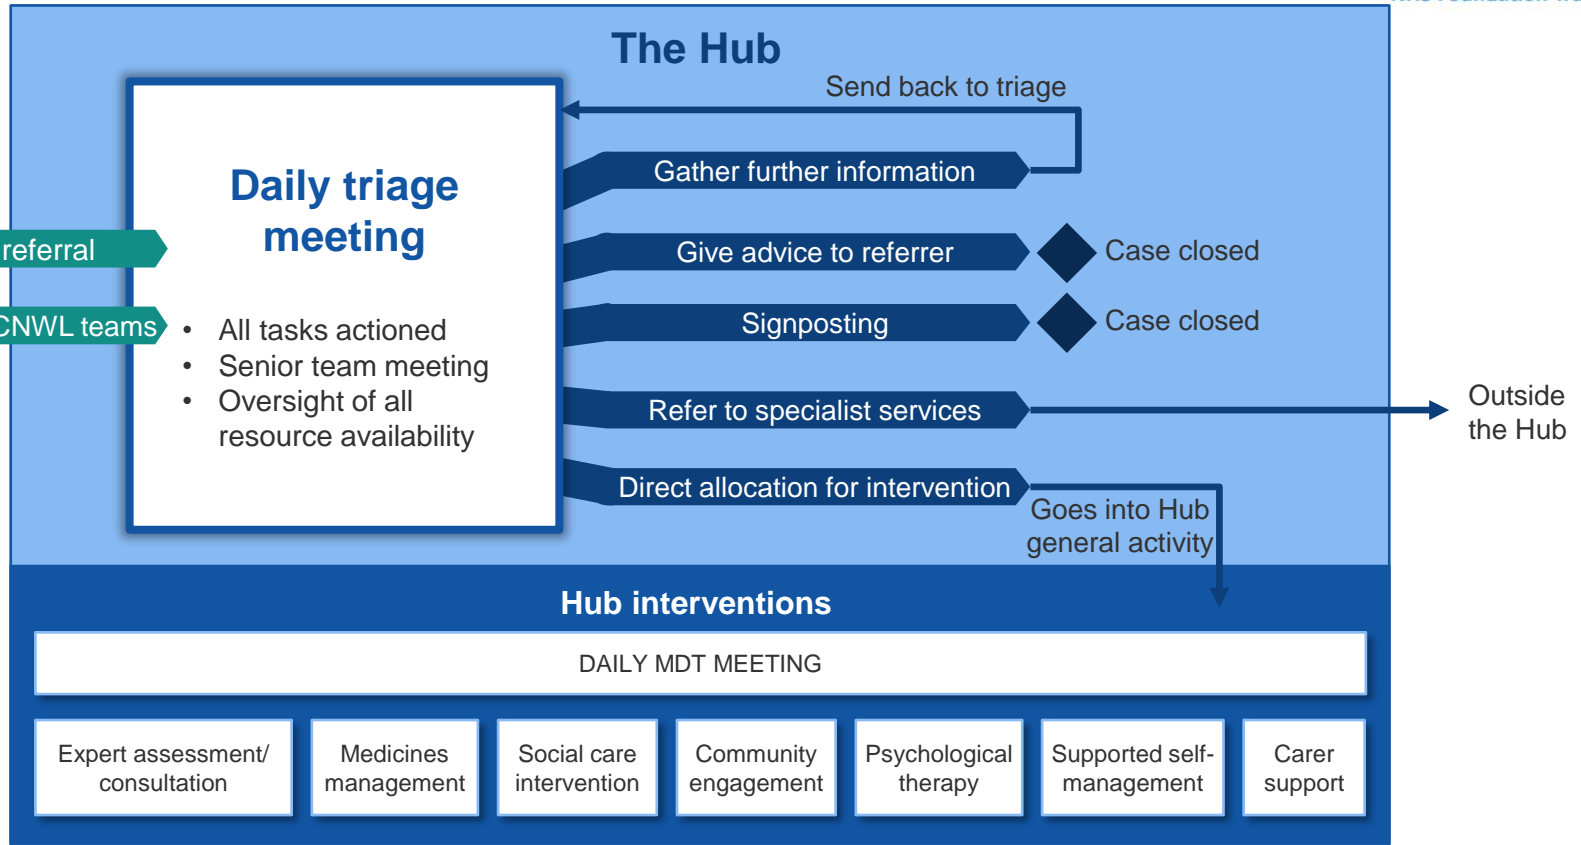 The Hub
Send back to triage
Daily triage
meeting
• All tasks actioned
• Senior team meeting
• Oversight of all
resource availability
referral
CNWL teams
Gather further information
Give advice to referrer
Case closed
Signposting
Case closed
Refer to specialist services
Outside
the Hub
Direct allocation for intervention
Goes into Hub
general activity
Hub interventions
DAILY MDT MEETING
Expert assessment/
consultation
Medicines
management
Social care
intervention
Community
engagement
Psychological
therapy
Supported self-
management
Carer
support